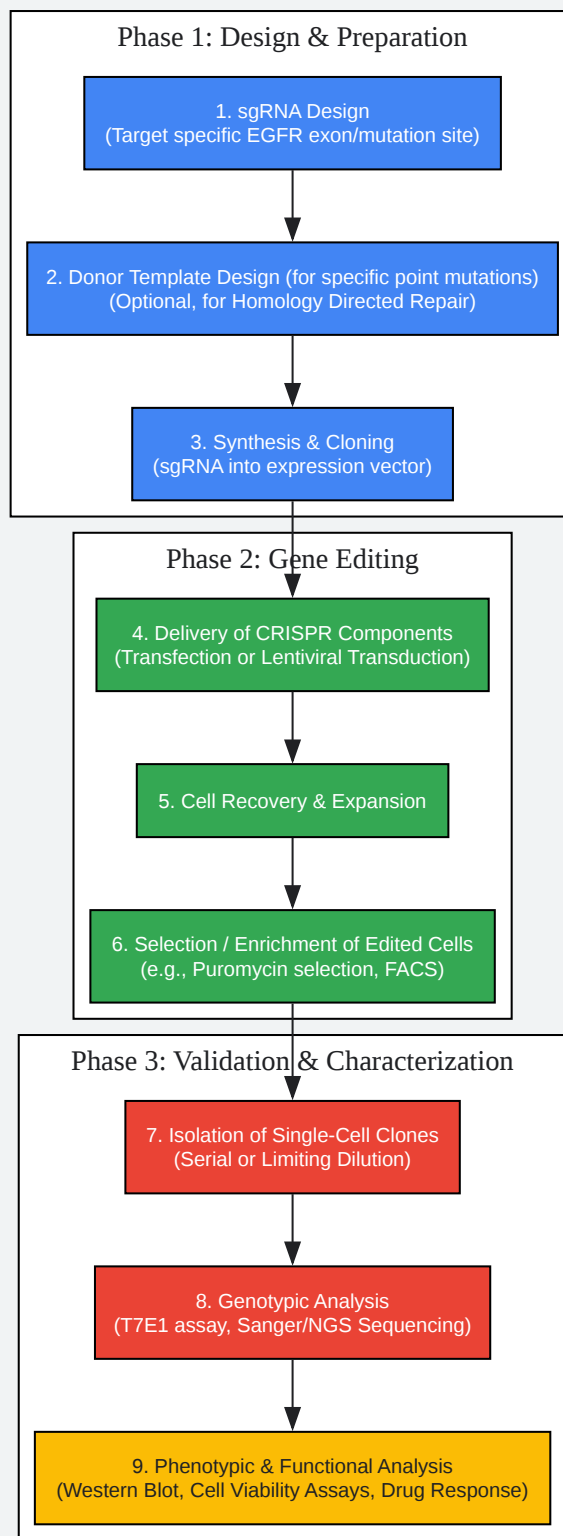 Phase 1: Design & Preparation
1. sgRNA Design
(Target specific EGFR exon/mutation site)
2. Donor Template Design (for specific point mutations)
(Optional, for Homology Directed Repair)
3. Synthesis & Cloning
(sgRNA into expression vector)
Phase 2: Gene Editing
4. Delivery of CRISPR Components
(Transfection or Lentiviral Transduction)
5. Cell Recovery & Expansion
6. Selection / Enrichment of Edited Cells
(e.g., Puromycin selection, FACS)
Phase 3: Validation & Characterization
7. Isolation of Single-Cell Clones
(Serial or Limiting Dilution)
8. Genotypic Analysis
(T7E1 assay, Sanger/NGS Sequencing)
9. Phenotypic & Functional Analysis
(Western Blot, Cell Viability Assays, Drug Response)